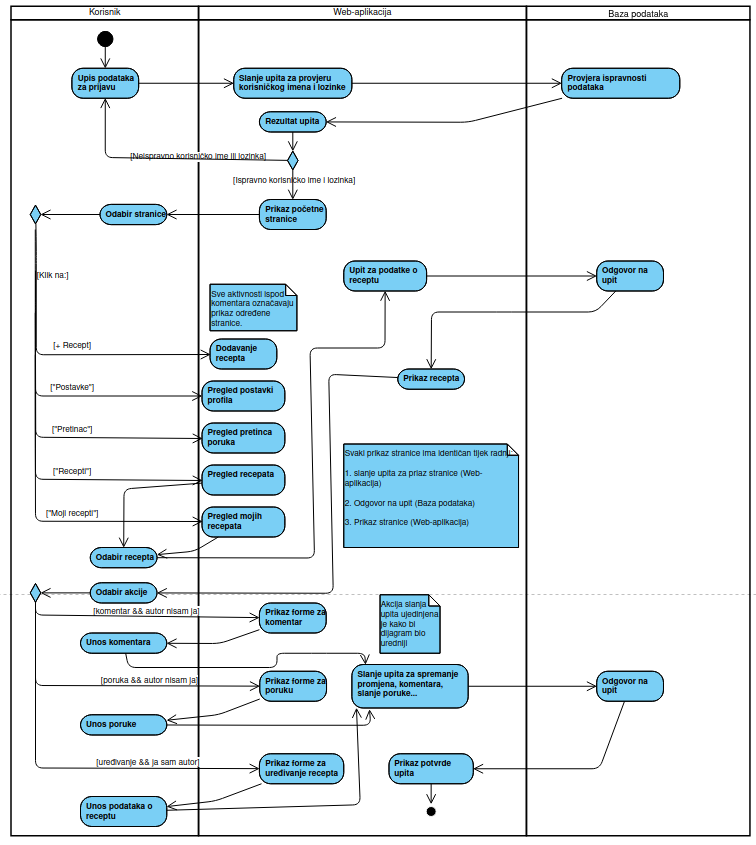 Korisnik
Web-aplikacija
Baza podataka
Upis podataka
za prijavu
Slanje upita za provjeru
korisničkog imena i lozinke
Provjera ispravnosti
podataka
Rezultat upita
[Neispravno korisničko ime ili lozinka]
[Ispravno korisničko ime i lozinka]
Odabir stranice
Prikaz početne
stranice
[Klik na:]
Upit za podatke o
receptu
Odgovor na
upit
Sve aktivnosti ispod
komentara označavaju
prikaz određene
stranice.
[+ Recept]
Dodavanje
recepta
Prikaz recepta
["Postavke"]
Pregled postavki
profila
["Pretinac"]
Pregled pretinca
poruka
["Recepti"]
Pregled recepata
["Moji recepti"]
Pregled mojih
recepata
Svaki prikaz stranice ima identičan tijek radnji:
1. slanje upita za priaz stranice (Web-
aplikacija)
2. Odgovor na upit (Baza podataka)
3. Prikaz stranice (Web-aplikacija)
Odabir recepta
Odabir akcije
[komentar && autor nisam ja]
Prikaz forme za
komentar
Akcija slanja
upita ujedinjena
je kako bi
dijagram bio
uredniji
Unos komentara
[poruka && autor nisam ja]
Prikaz forme za
poruku
Slanje upita za spremanje
promjena, komentara,
slanje poruke...
Odgovor na
upit
Unos poruke
[uređivanje && ja sam autor]
Prikaz forme za
uređivanje recepta
Prikaz potvrde
upita
Unos podataka o
receptu